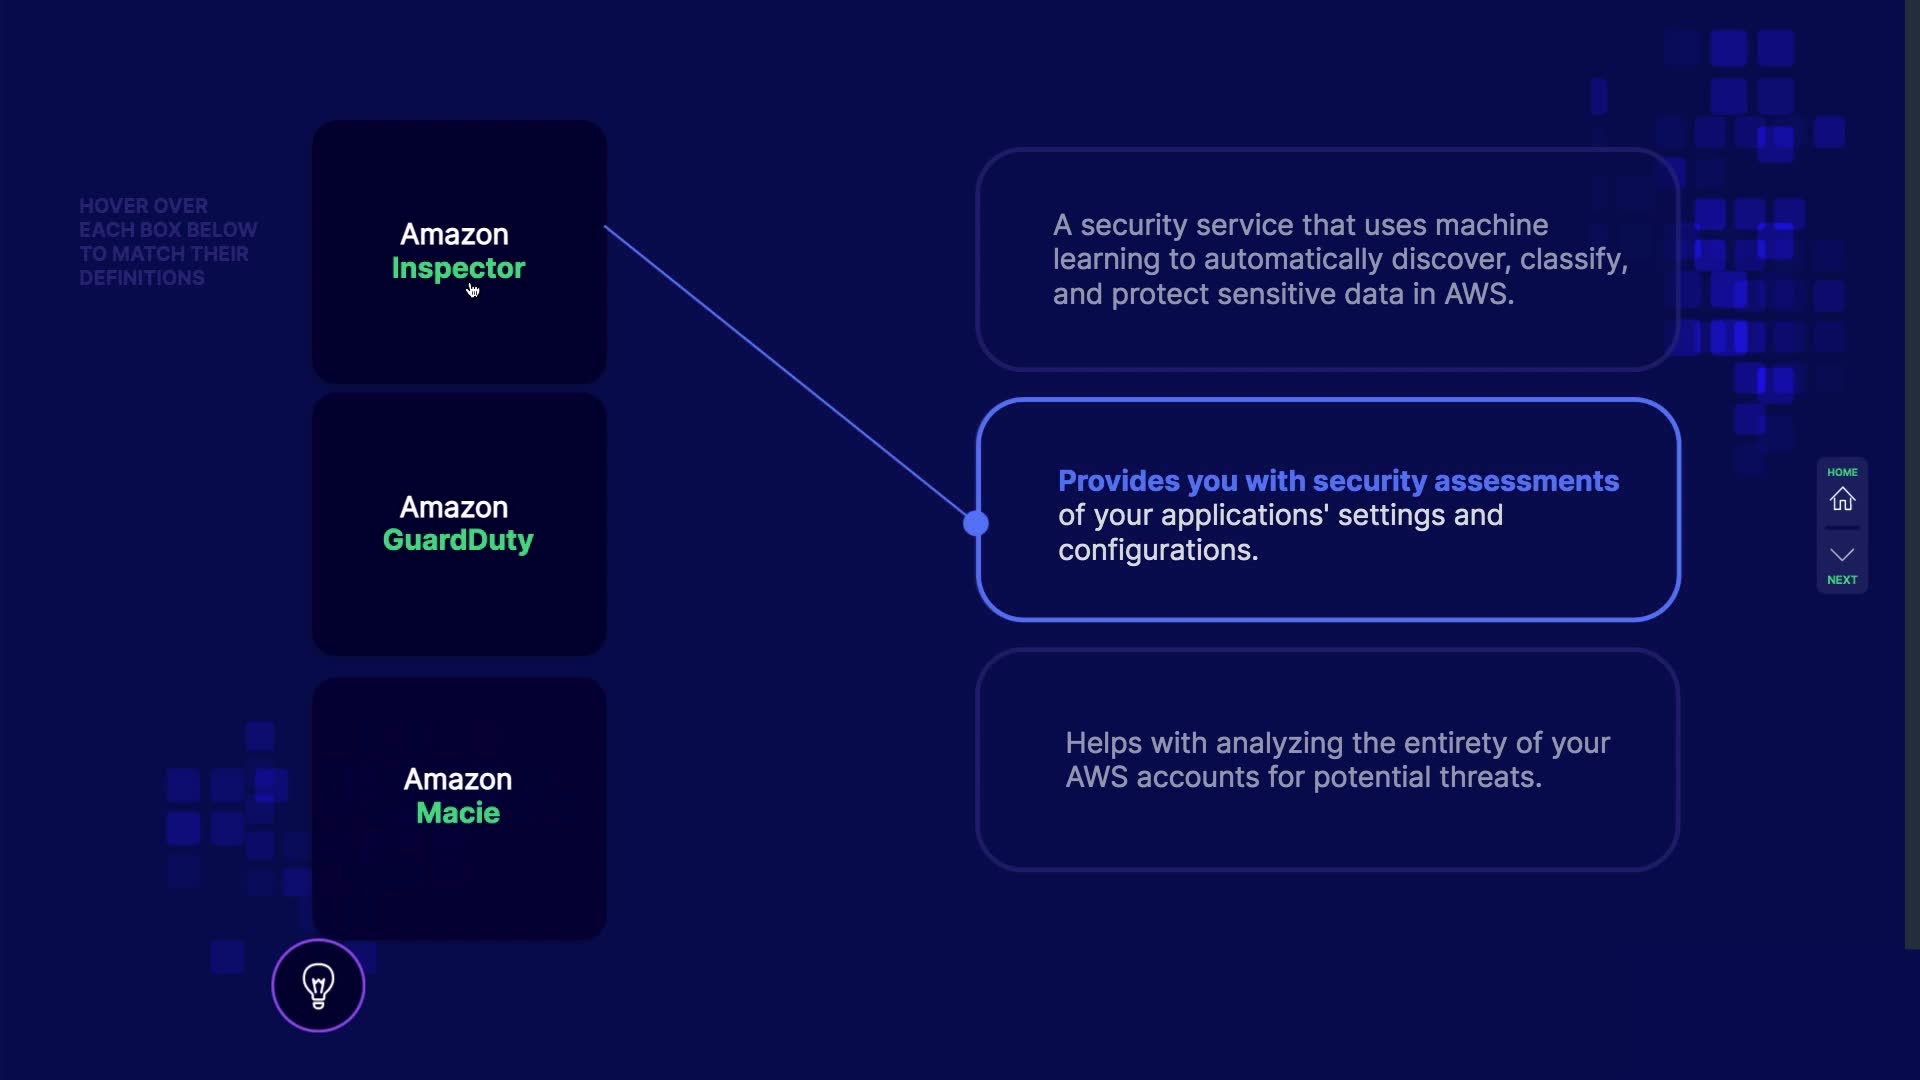 HOVER OVER
EACH BOX BELOW
TO MATCH THEIR
DEFINITIONS
Amazon
Inspector
Amazon
GuardDuty
Amazon
Macie
A security service that uses machine
learning to automatically discover, classify,
and protect sensitive data in AWS.
Provides you with security assessments
of your applications' settings and
configurations.
Helps with analyzing the entirety of your
AWS accounts for potential threats.
HOME
NEXT